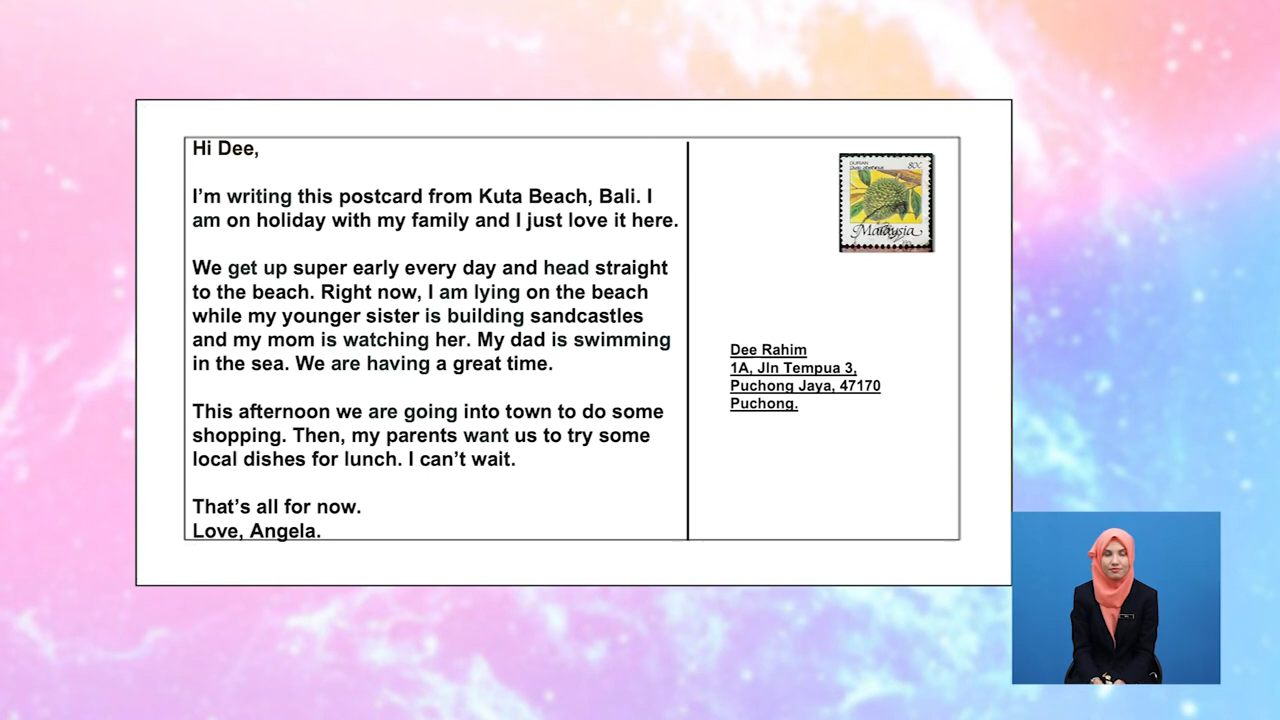 Hi Dee,
I'm writing this postcard from Kuta Beach, Bali. I
am on holiday with my family and I just love it here.
We get up super early every day and head straight
to the beach. Right now, I am lying on the beach
while my younger sister is building sandcastles
and my mom is watching her. My dad is swimming
in the sea. We are having a great time.
This afternoon we are going into town to do some
shopping. Then, my parents want us to try some
local dishes for lunch. I can't wait.
That's all for now.
Love, Angela.
DURIAN
80c
Malaysia
Dee Rahim
1A, Jln Tempua 3,
Puchong Jaya, 47170
Puchong.